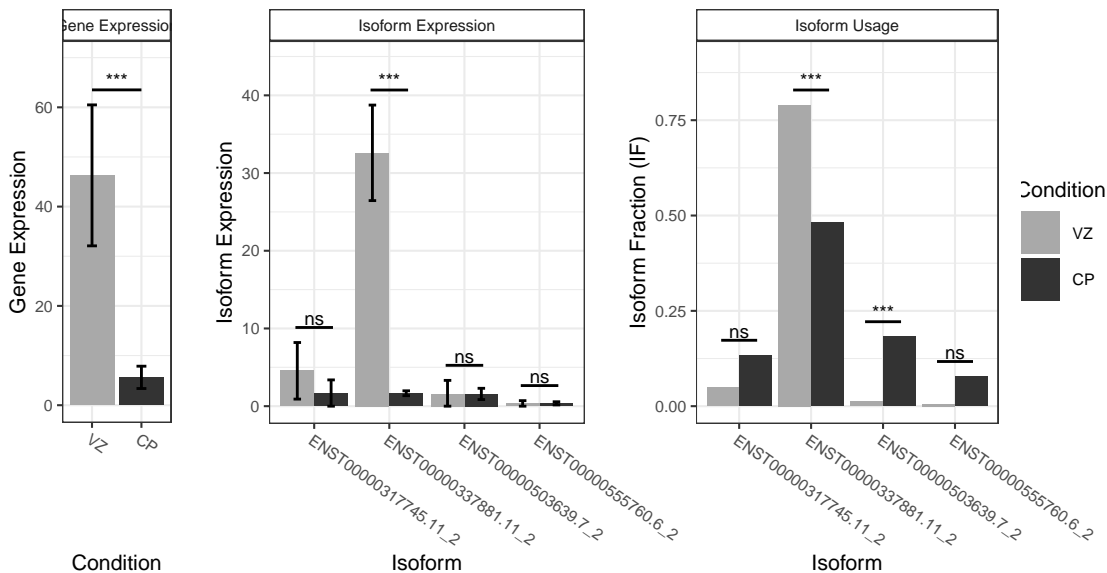 Gene Expression
Gene Expression
***
60
40
20
0
VZ
CP
Condition
Isoform Expression
Isoform Expression
40
30
20
10
0
ns
***
ns
ns
ENST00000317745.11_2
ENST00000337881.11_2
ENST00000503639.7_2
ENST00000555760.6_2
Isoform
Isoform Usage
Isoform Fraction (IF)
0.75
0.50
0.25
0.00
ns
***
***
ns
ENST00000317745.11_2
ENST00000337881.11_2
ENST00000503639.7_2
ENST00000555760.6_2
Isoform
Condition
VZ
CP